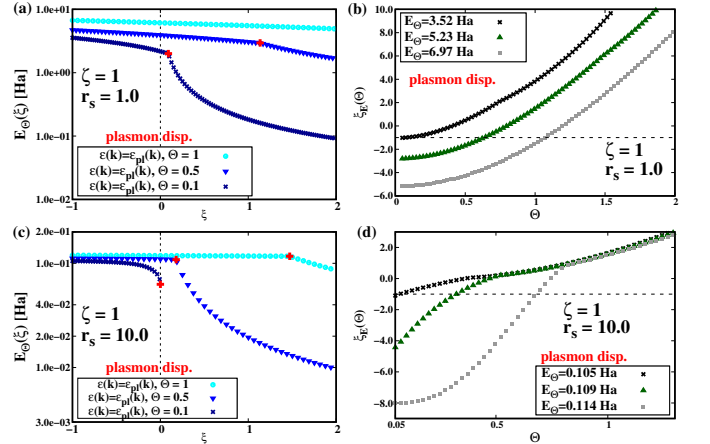 (a)
1.0e+01
1.0e+00
1.0e-01
1.0e-02
E_Θ(ξ) [Ha]
ζ = 1
r_s = 1.0
plasmon disp.
ε(k)=ε_pl(k), Θ = 1
ε(k)=ε_pl(k), Θ = 0.5
ε(k)=ε_pl(k), Θ = 0.1
-1 0 1 2
ξ
(b)
10.0
8.0
6.0
4.0
2.0
0.0
-2.0
-4.0
-6.0
ξ_E(Θ)
E_Θ=3.52 Ha
E_Θ=5.23 Ha
E_Θ=6.97 Ha
plasmon disp.
ζ = 1
r_s = 1.0
0 0.5 1 1.5 2
Θ
(c)
2.0e-01
1.0e-01
4.0e-02
2.0e-02
1.0e-02
3.0e-03
E_Θ(ξ) [Ha]
ζ = 1
r_s = 10.0
plasmon disp.
ε(k)=ε_pl(k), Θ = 1
ε(k)=ε_pl(k), Θ = 0.5
ε(k)=ε_pl(k), Θ = 0.1
-1 0 1 2
ξ
(d)
2.0
0.0
-2.0
-4.0
-6.0
-8.0
ξ_E(Θ)
ζ = 1
r_s = 10.0
plasmon disp.
E_Θ=0.105 Ha
E_Θ=0.109 Ha
E_Θ=0.114 Ha
0.05 0.5 1
Θ